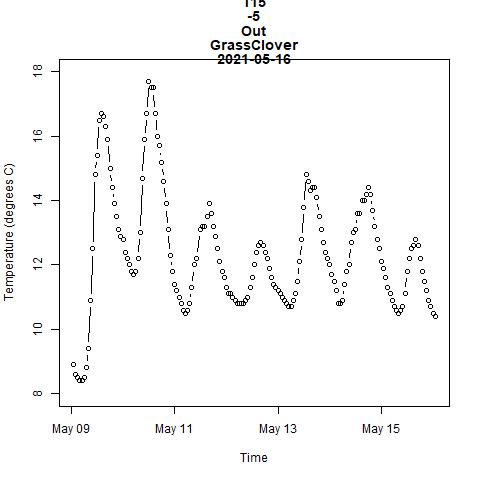 T15
-5
Out
GrassClover
2021-05-16
18
16
14
12
10
8
Temperature (degrees C)
May 09
May 11
May 13
May 15
Time